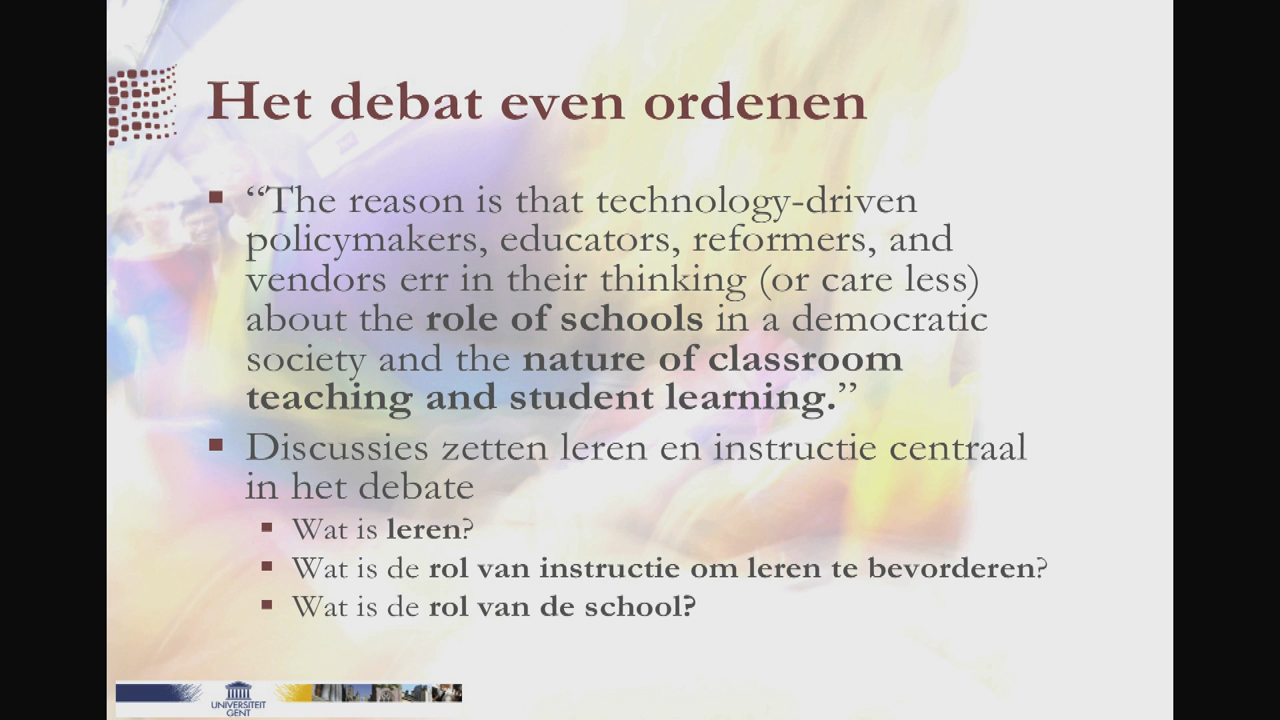 Het debat even ordenen
“The reason is that technology-driven
policymakers, educators, reformers, and
vendors err in their thinking (or care less)
about the role of schools in a democratic
society and the nature of classroom
teaching and student learning.”
Discussies zetten leren en instructie centraal
in het debate
Wat is leren?
Wat is de rol van instructie om leren te bevorderen?
Wat is de rol van de school?
UNIVERSITEIT
GENT